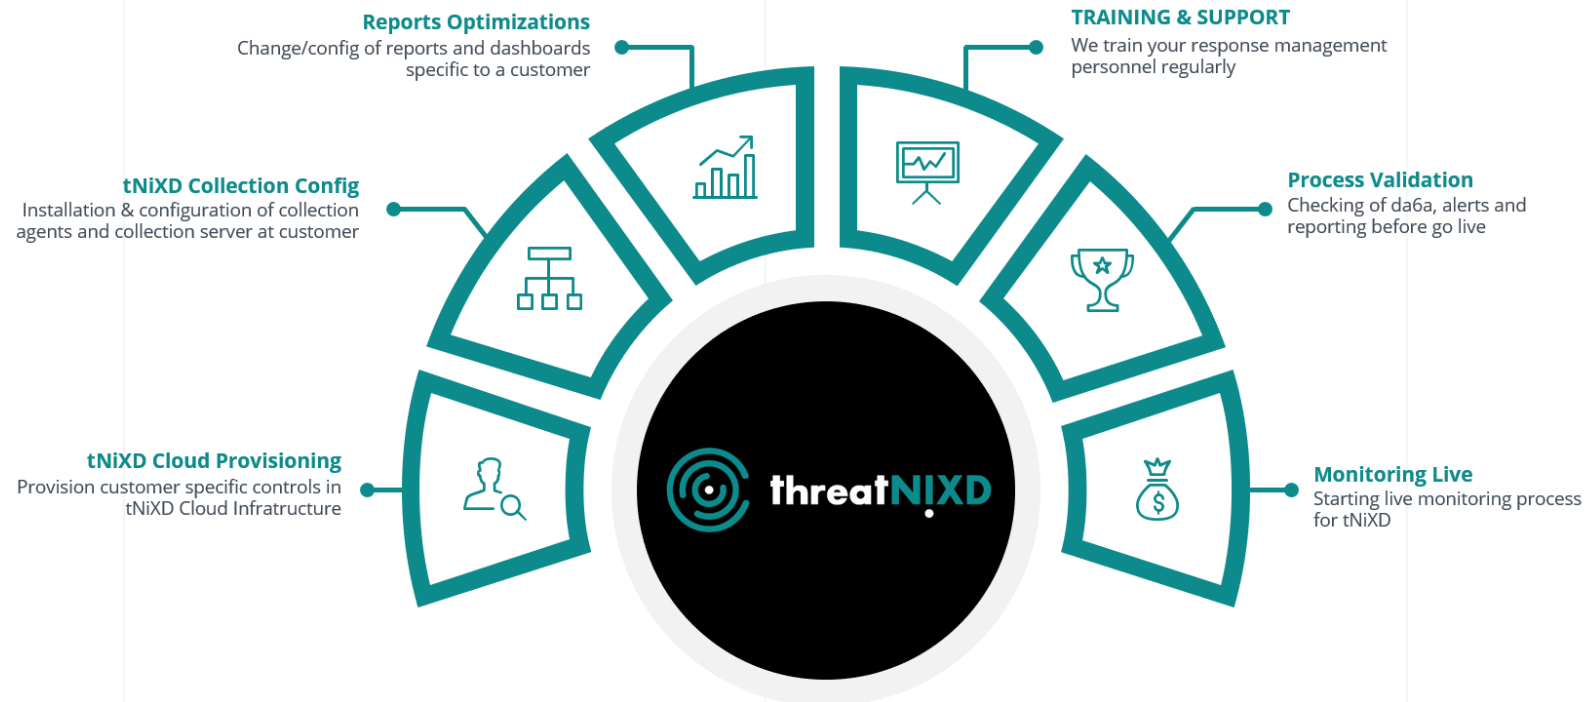 Reports Optimizations
Change/config of reports and dashboards
specific to a customer
TRAINING & SUPPORT
We train your response management
personnel regularly
tNiXD Collection Config
Installation & configuration of collection
agents and collection server at customer
Process Validation
Checking of da6a, alerts and
reporting before go live
tNiXD Cloud Provisioning
Provision customer specific controls in
tNiXD Cloud Infratructure
threatNIXD
Monitoring Live
Starting live monitoring process
for tNiXD
$